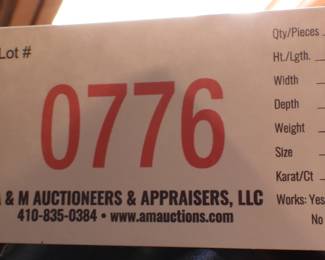 Lot #
0776
& M AUCTIONEERS & APPRAISERS, LLC
410-835-0384 • www.amauctions.com
Qty/Pieces
Ht./Lgth.
Width
Depth
Weight
Size
Karat/Ct
Works: Yes
No